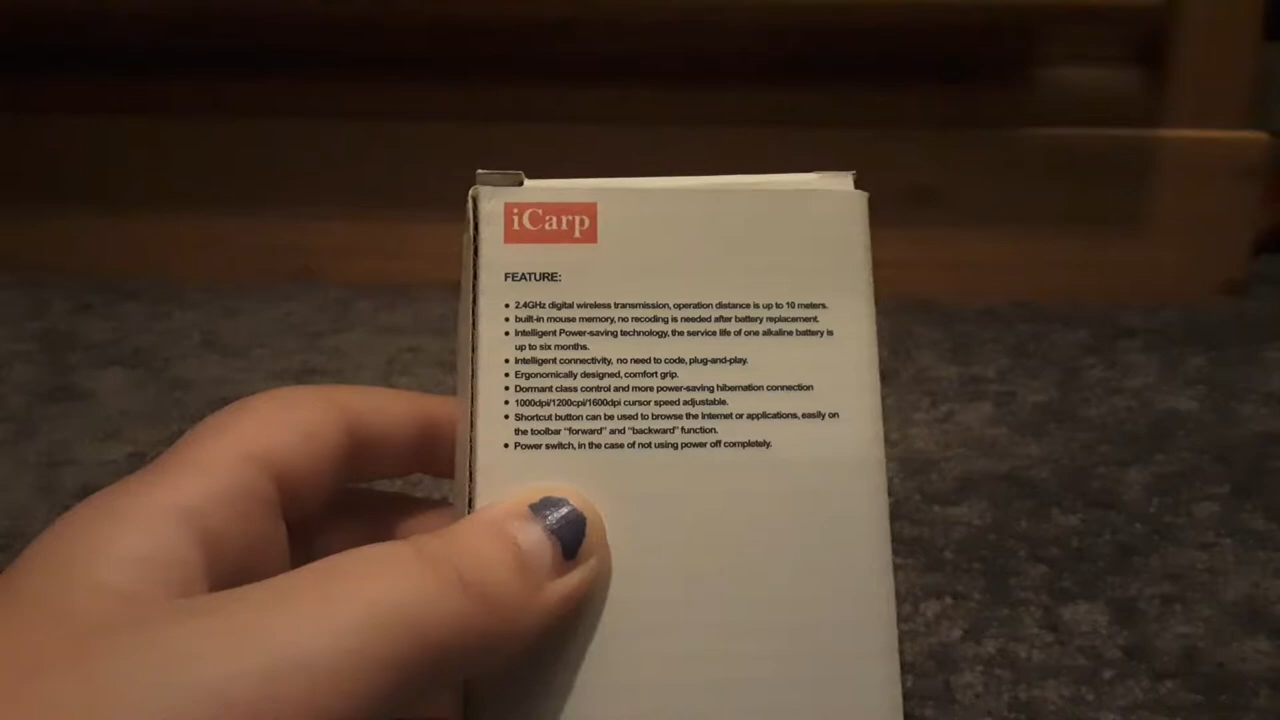 iCarp
FEATURE:
• 2.4GHz digital wireless transmission, operation distance is up to 10 meters.
• built-in mouse memory, no recoding is needed after battery replacement.
• Intelligent Power-saving technology, the service life of one alkaline battery is
up to six months.
• Intelligent connectivity, no need to code, plug-and-play.
• Ergonomically designed, comfort grip.
• Dormant class control and more power-saving hibernation connection
• 1000dpi/1200cpi/1600dpi cursor speed adjustable.
• Shortcut button can be used to browse the Internet or applications, easily on
the toolbar “forward” and “backward” function.
• Power switch, in the case of not using power off completely.